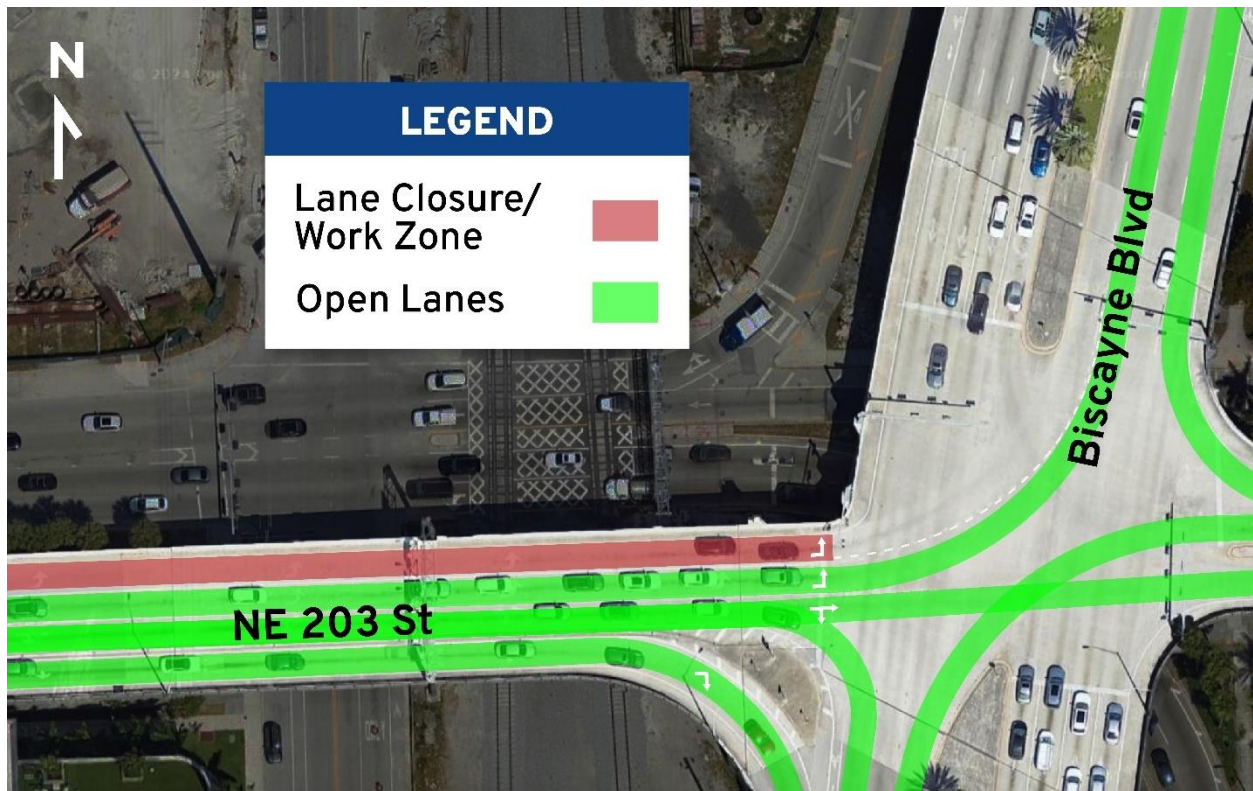 N
LEGEND
Lane Closure/
Work Zone
Open Lanes
Biscayne Blvd
NE 203 St